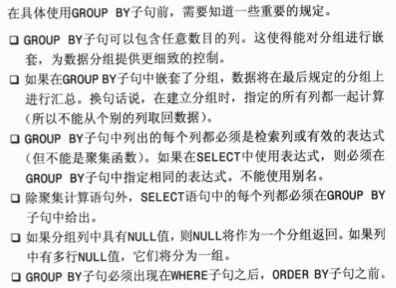 在具体使用GROUP BY子句前，需要知道一些重要的规定。
❑ GROUP BY子句可以包含任意数目的列。这使得能对分组进行嵌
套，为数据分组提供更细致的控制。
❑ 如果在GROUP BY子句中嵌套了分组，数据将在最后规定的分组上
进行汇总。换句话说，在建立分组时，指定的所有列都一起计算
（所以不能从个别的列取回数据）。
❑ GROUP BY子句中列出的每个列都必须是检索列或有效的表达式
（但不能是聚集函数）。如果在SELECT中使用表达式，则必须在
GROUP BY子句中指定相同的表达式。不能使用别名。
❑ 除聚集计算语句外，SELECT语句中的每个列都必须在GROUP BY
子句中给出。
❑ 如果分组列中具有NULL值，则NULL将作为一个分组返回。如果列
中有多行NULL值，它们将分为一组。
❑ GROUP BY子句必须出现在WHERE子句之后，ORDER BY子句之前。